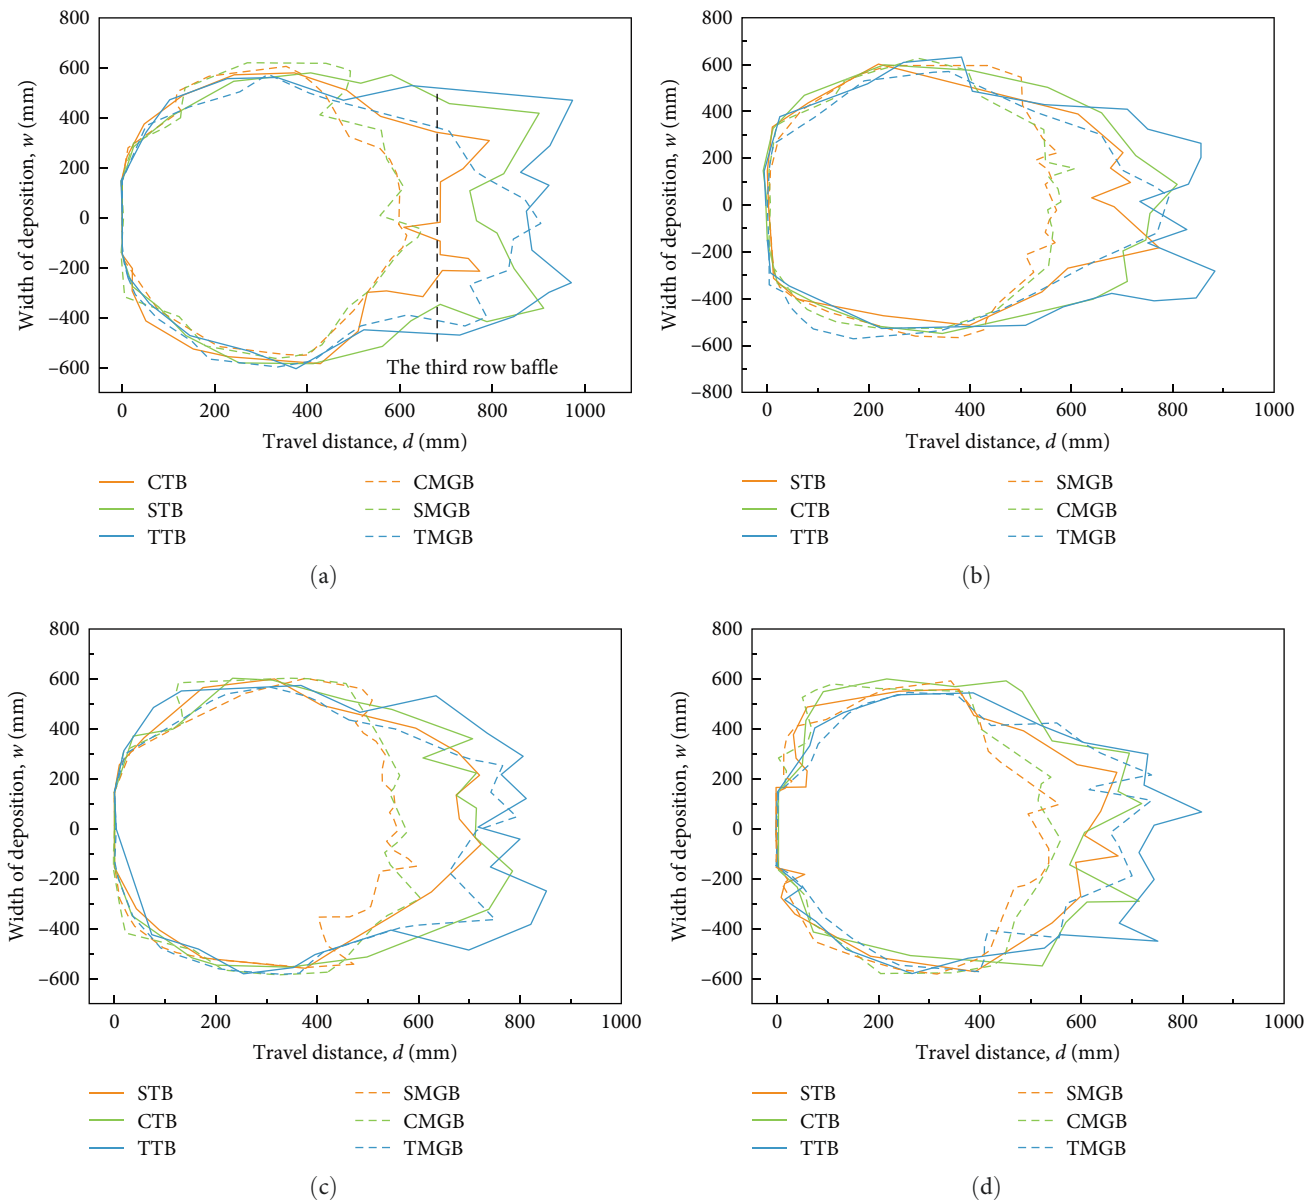 800
600
400
200
0
–200
–400
–600
Width of deposition, w (mm)
The third row baffle
0 200 400 600 800 1000
Travel distance, d (mm)
CTB CMGB
STB SMGB
TTB TMGB
(a)
800
600
400
200
0
–200
–400
–600
–800
Width of deposition, w (mm)
0 200 400 600 800 1000
Travel distance, d (mm)
STB SMGB
CTB CMGB
TTB TMGB
(b)
800
600
400
200
0
–200
–400
–600
Width of deposition, w (mm)
0 200 400 600 800 1000
Travel distance, d (mm)
STB SMGB
CTB CMGB
TTB TMGB
(c)
800
600
400
200
0
–200
–400
–600
Width of deposition, w (mm)
0 200 400 600 800 1000
Travel distance, d (mm)
STB SMGB
CTB CMGB
TTB TMGB
(d)